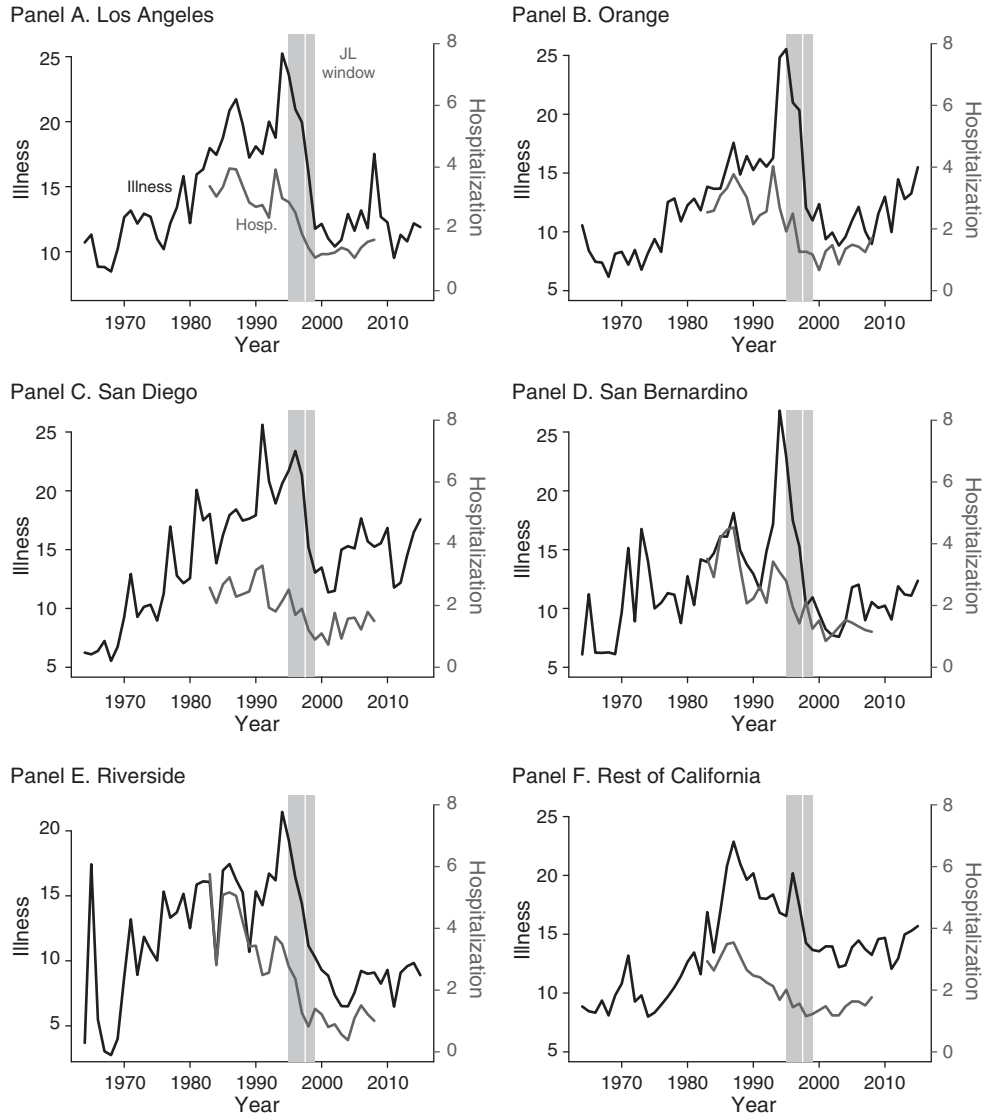 Panel A. Los Angeles
25
20
15
10
Illness
8
6
4
2
0
Hospitalization
JL
window
Illness
Hosp.
1970 1980 1990 2000 2010
Year
Panel B. Orange
25
20
15
10
5
Illness
8
6
4
2
0
Hospitalization
1970 1980 1990 2000 2010
Year
Panel C. San Diego
25
20
15
10
5
Illness
8
6
4
2
0
Hospitalization
1970 1980 1990 2000 2010
Year
Panel D. San Bernardino
25
20
15
10
5
Illness
8
6
4
2
0
Hospitalization
1970 1980 1990 2000 2010
Year
Panel E. Riverside
20
15
10
5
Illness
8
6
4
2
0
Hospitalization
1970 1980 1990 2000 2010
Year
Panel F. Rest of California
25
20
15
10
5
Illness
8
6
4
2
0
Hospitalization
1970 1980 1990 2000 2010
Year